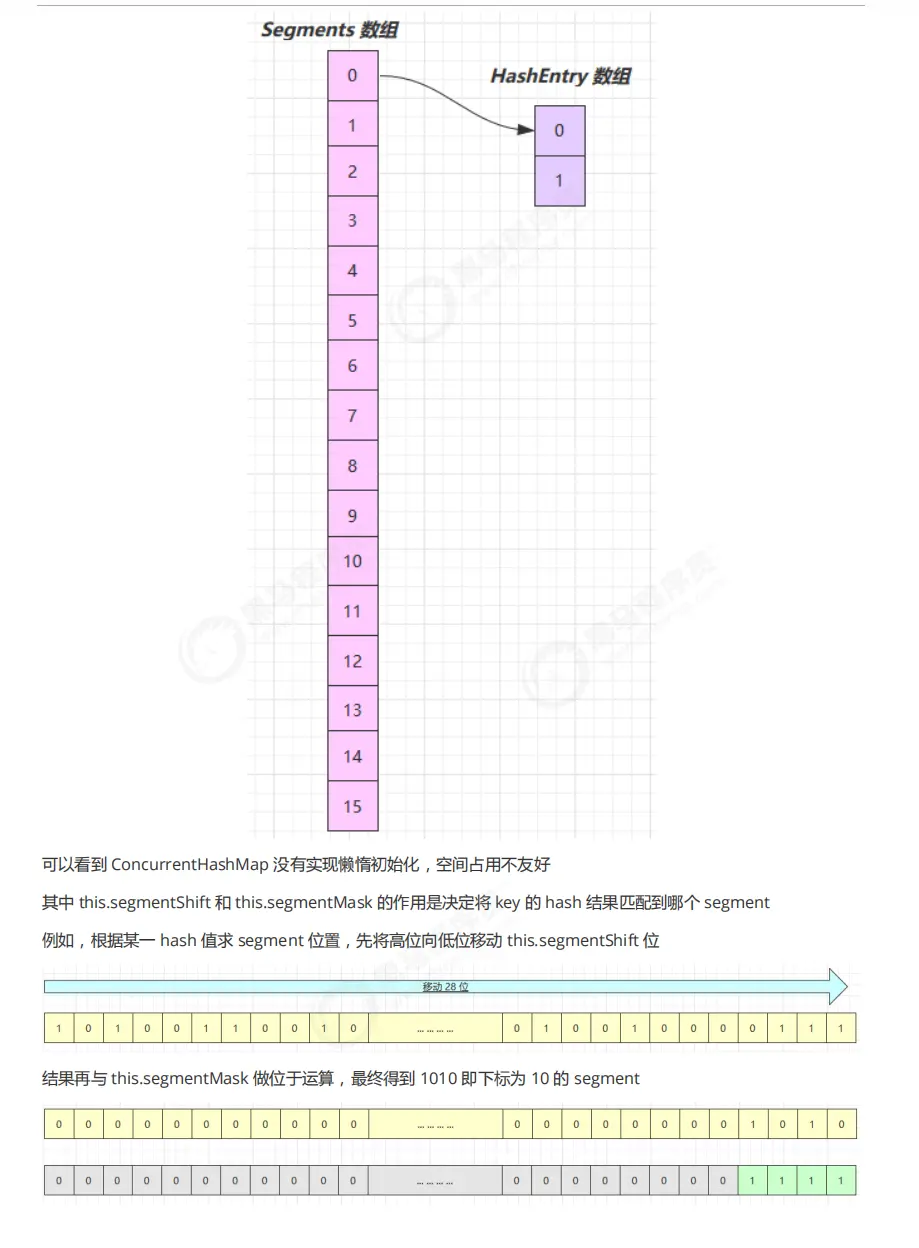 Segments 数组
HashEntry 数组
0
1
2
3
4
5
6
7
8
9
10
11
12
13
14
15
0
1
可以看到 ConcurrentHashMap 没有实现懒惰初始化，空间占用不友好
其中 this.segmentShift 和 this.segmentMask 的作用是决定将 key 的 hash 结果匹配到哪个 segment
例如，根据某一 hash 值求 segment 位置，先将高位向低位移动 this.segmentShift 位
移动 28 位
1 0 1 0 0 1 1 0 0 1 0 ... ... ... ... 0 1 0 0 1 0 0 0 0 1 1 1
结果再与 this.segmentMask 做位于运算，最终得到 1010 即下标为 10 的 segment
0 0 0 0 0 0 0 0 0 0 0 ... ... ... ... 0 0 0 0 0 0 0 0 1 0 1 0
0 0 0 0 0 0 0 0 0 0 0 ... ... ... ... 0 0 0 0 0 0 0 0 1 1 1 1